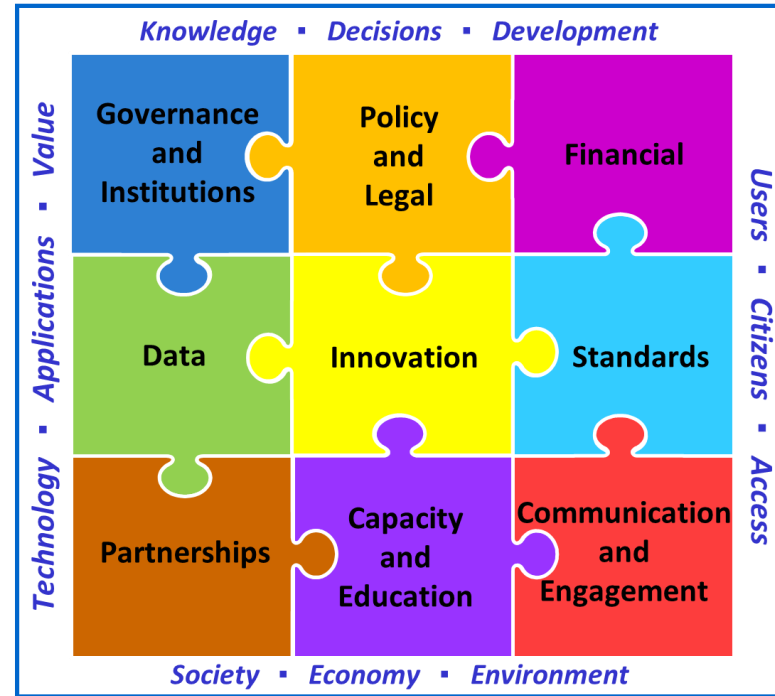 Knowledge ▪ Decisions ▪ Development
Technology ▪ Applications ▪ Value
Governance
and
Institutions
Policy
and
Legal
Financial
Users ▪ Citizens ▪ Access
Data
Innovation
Standards
Partnerships
Capacity
and
Education
Communication
and
Engagement
Society ▪ Economy ▪ Environment